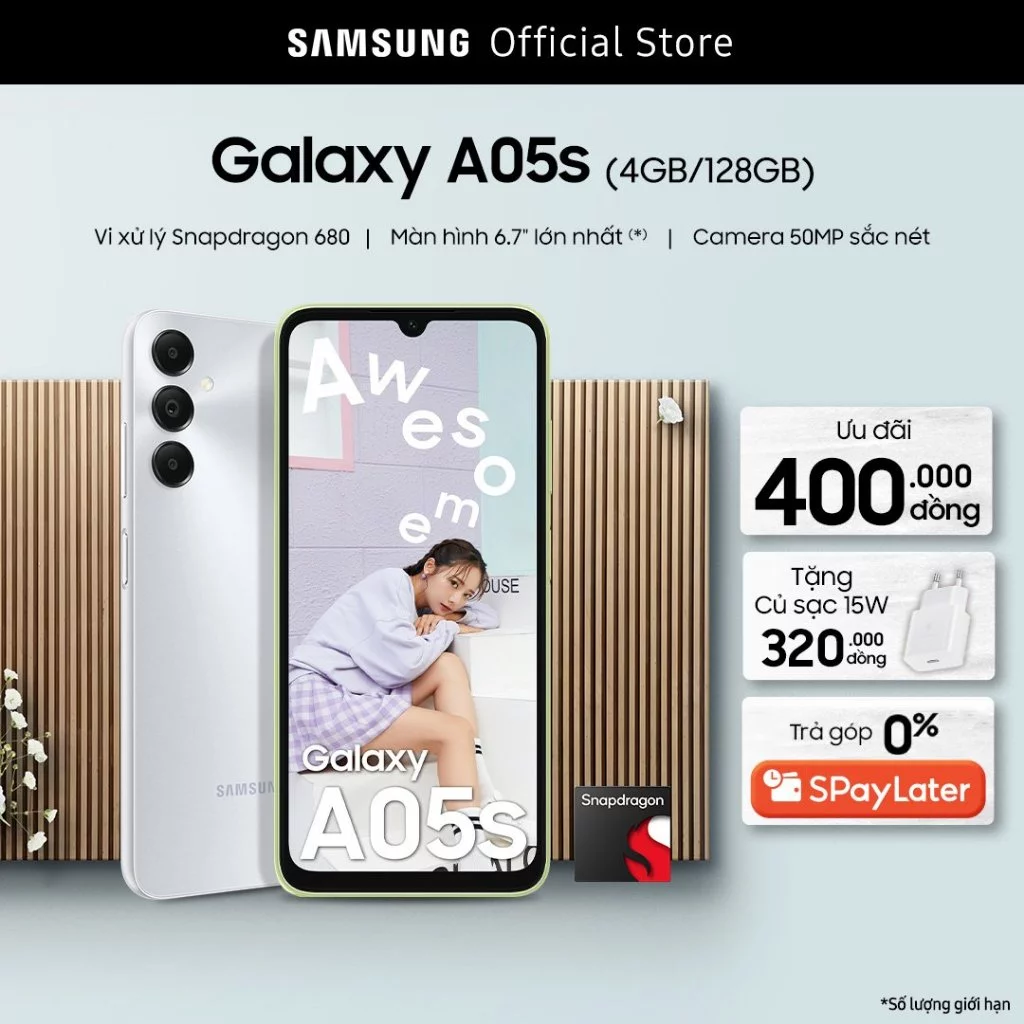 SAMSUNG Official Store
Galaxy A05s (4GB/128GB)
Vi xử lý Snapdragon 680 | Màn hình 6.7" lớn nhất (*) | Camera 50MP sắc nét
Awesome
OUSE
Galaxy
A05s
SAMSUN
Snapdragon
Ưu đãi
400.000 đồng
Tặng
Củ sạc 15W
320.000 đồng
Trả góp 0%
SPayLater
*Số lượng giới hạn